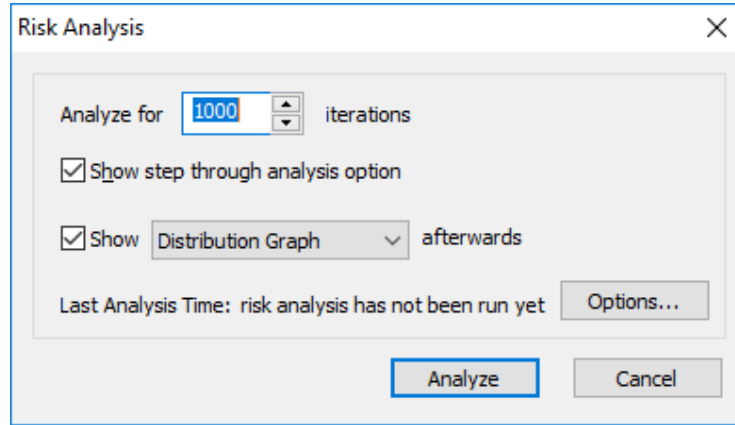 Risk Analysis
Analyze for 1000 iterations
Show step through analysis option
Show Distribution Graph afterwards
Last Analysis Time: risk analysis has not been run yet Options...
Analyze Cancel